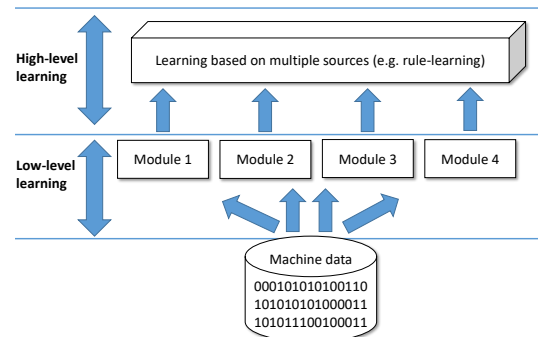 High-level
learning
Learning based on multiple sources (e.g. rule-learning)
Low-level
learning
Module 1
Module 2
Module 3
Module 4
Machine data
000101010100110
101010101000011
101011100100011